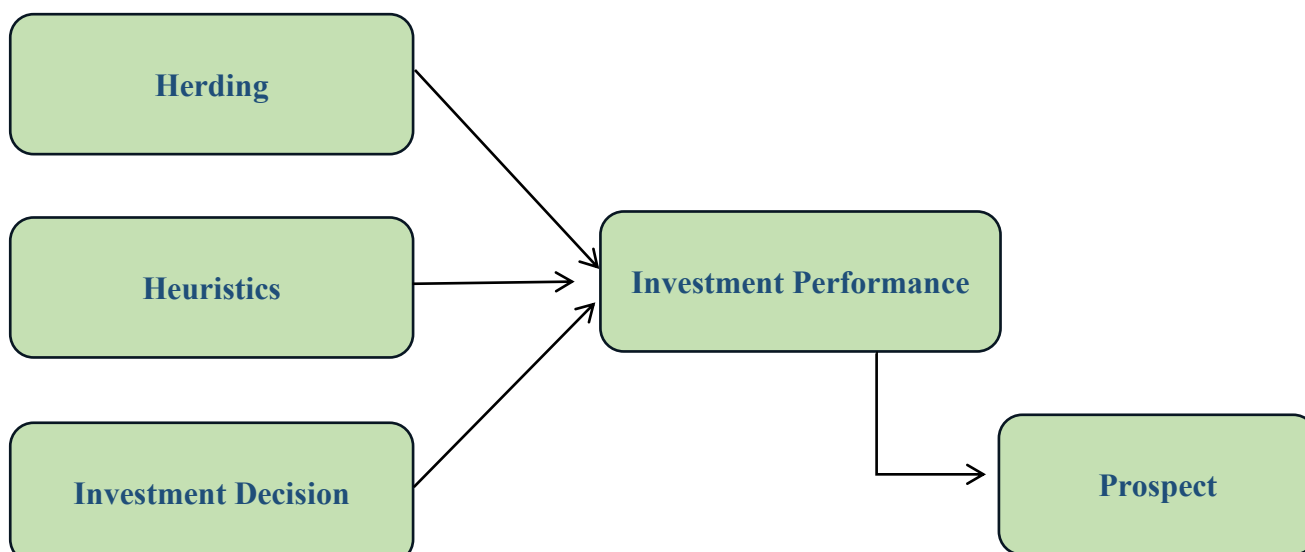 Herding
Heuristics
Investment Performance
Investment Decision
Prospect